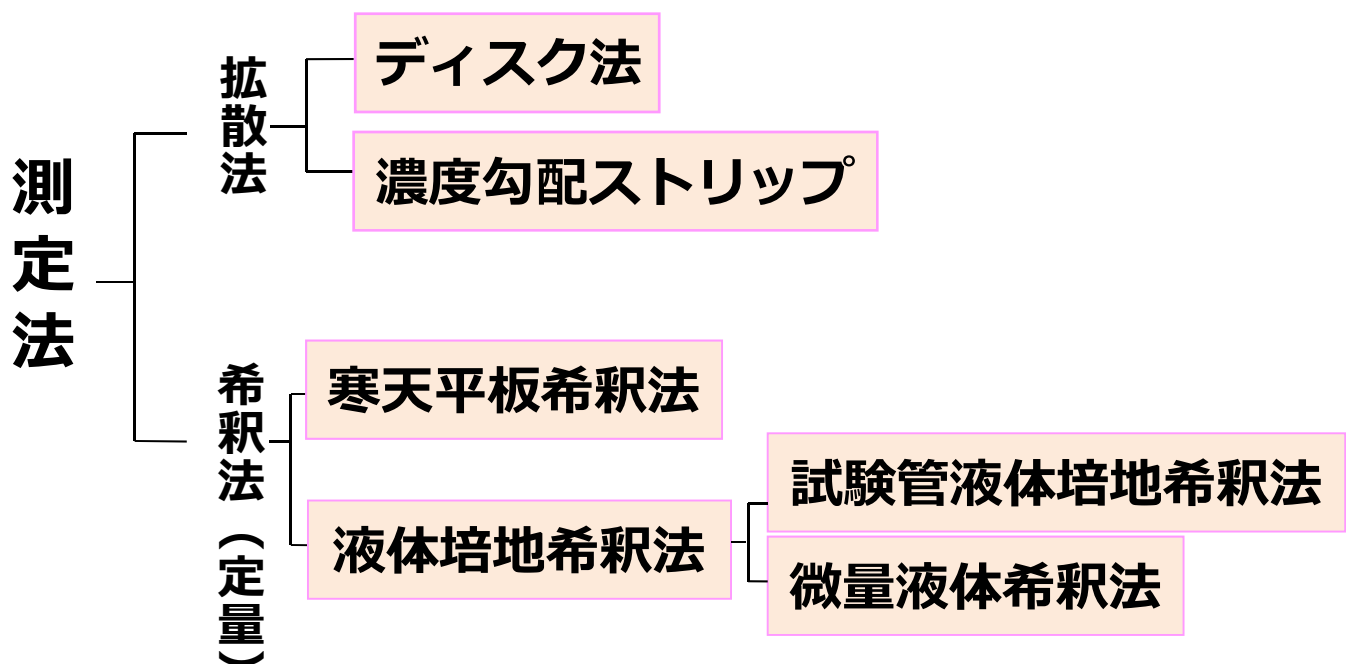 測定法
拡散法
ディスク法
濃度勾配ストリップ
希釈法（定量）
寒天平板希釈法
液体培地希釈法
試験管液体培地希釈法
微量液体希釈法